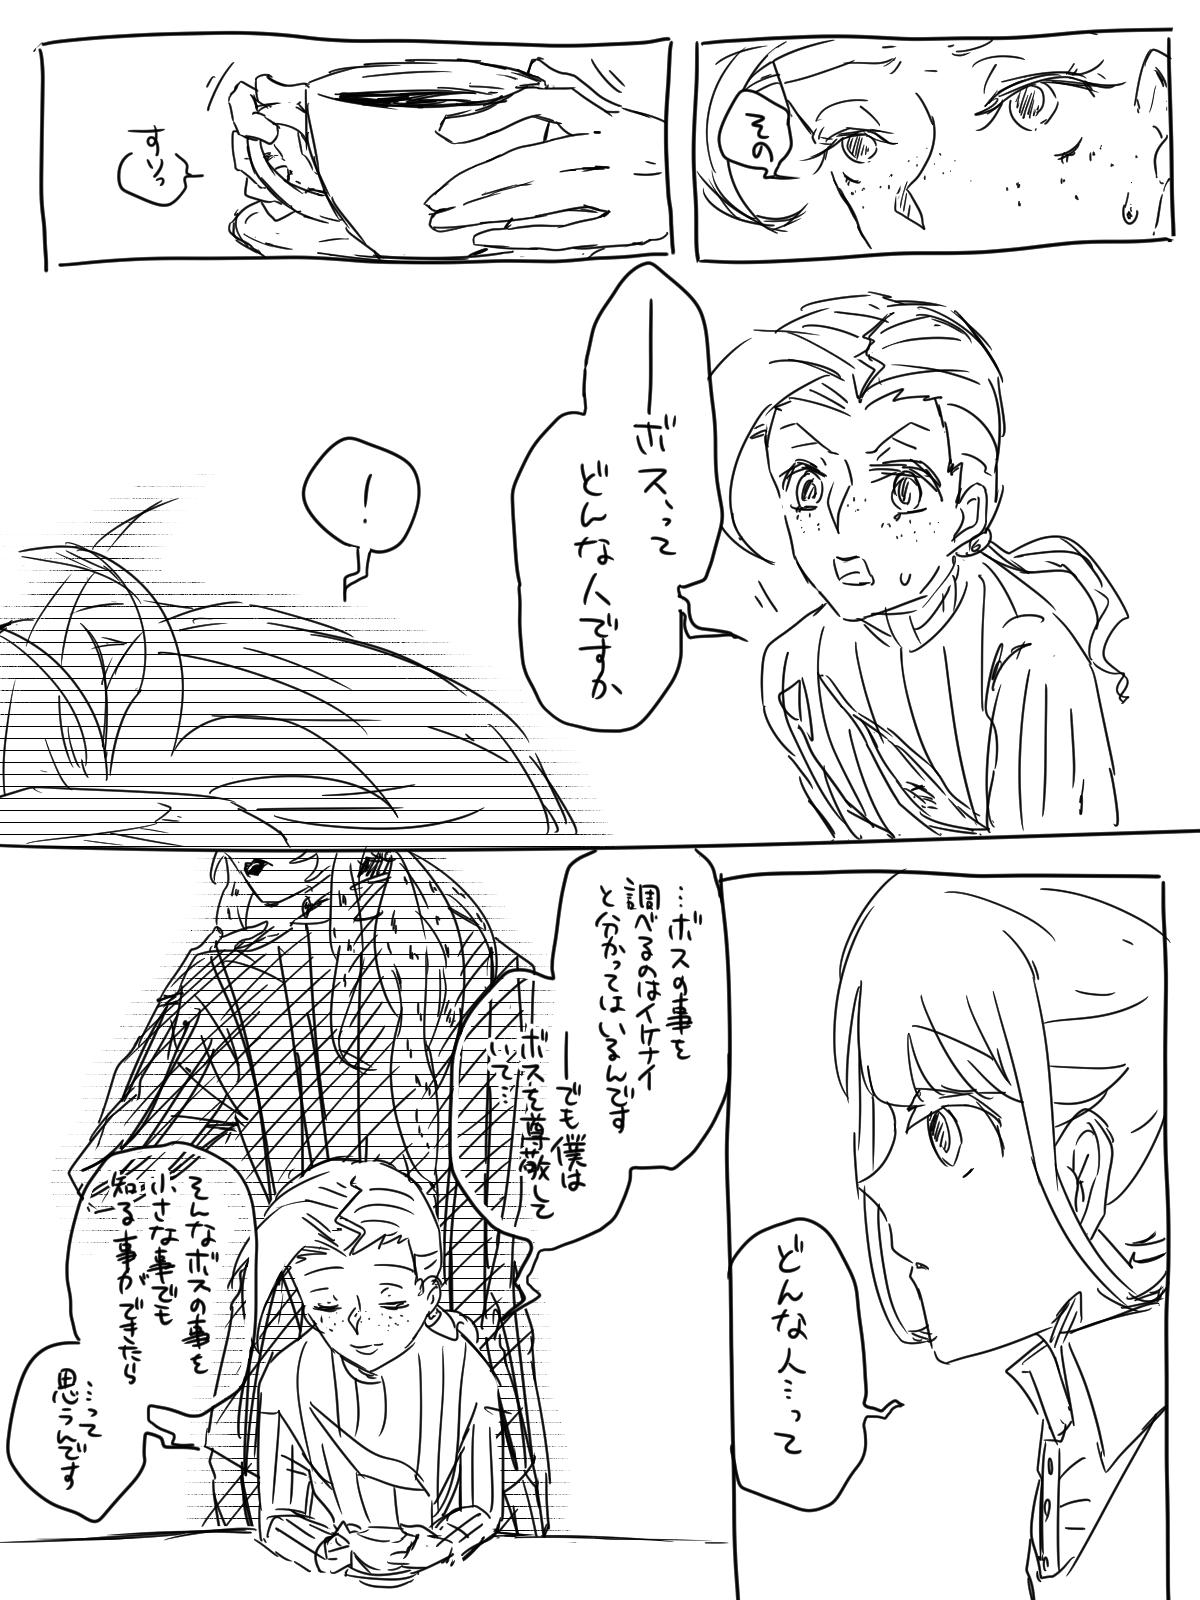 その
すりっ
──ボスって
どんな人ですか
！
どんな人…って
…ボスの事を
調べるのはイケナイ
と分かってはいるんです
──でも僕は
ボスを尊敬して
いて…
そんなボスの事を
小さな事でも
知る事ができたら
…って
思うんです